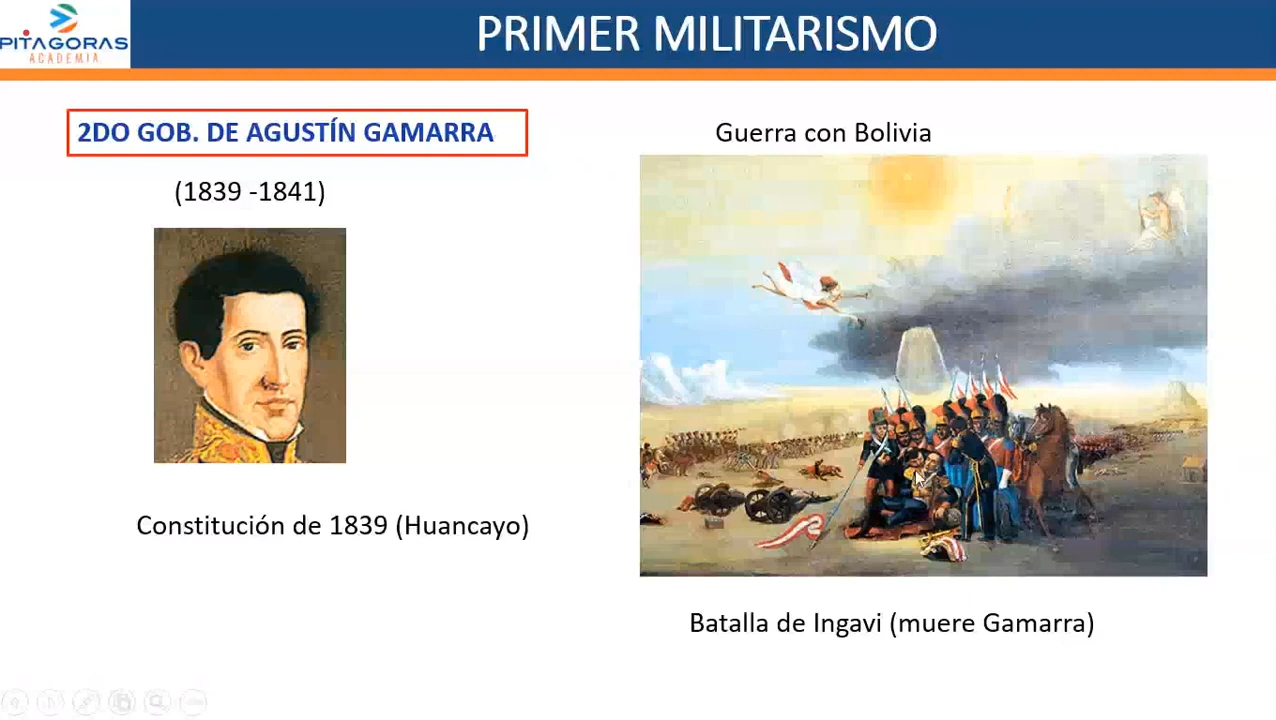 PITAGORAS
ACADEMIA
PRIMER MILITARISMO
2DO GOB. DE AGUSTÍN GAMARRA
(1839 -1841)
Constitución de 1839 (Huancayo)
Guerra con Bolivia
Batalla de Ingavi (muere Gamarra)